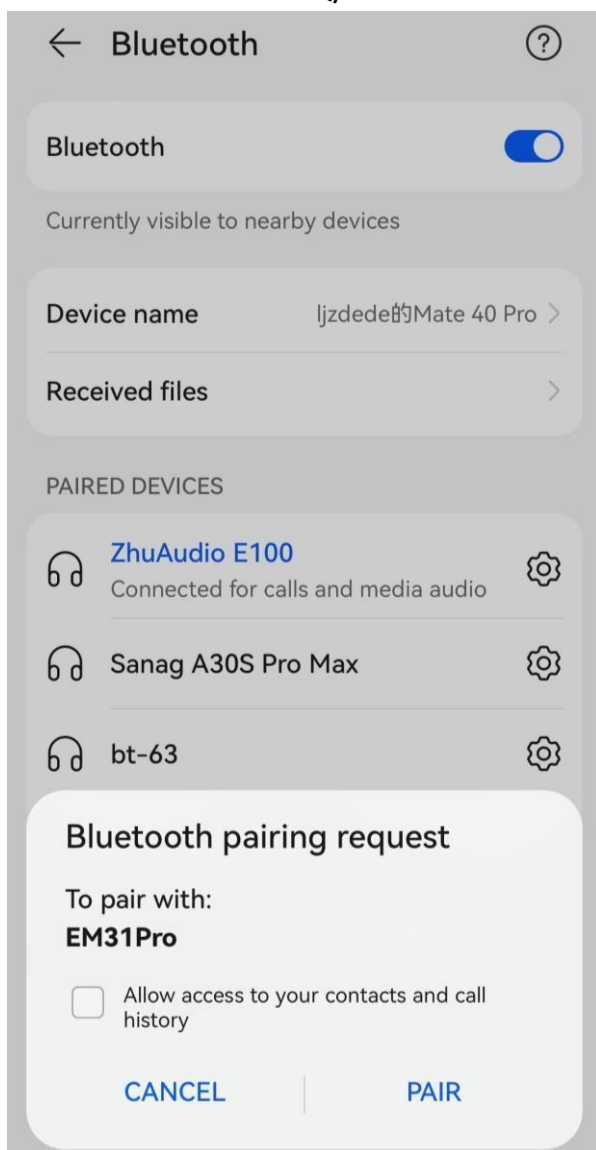 Bluetooth
?
Bluetooth
Currently visible to nearby devices
Device name ljzdede的Mate 40 Pro >
Received files >
PAIRED DEVICES
ZhuAudio E100
Connected for calls and media audio
Sanag A30S Pro Max
bt-63
Bluetooth pairing request
To pair with:
EM31Pro
Allow access to your contacts and call
history
CANCEL PAIR